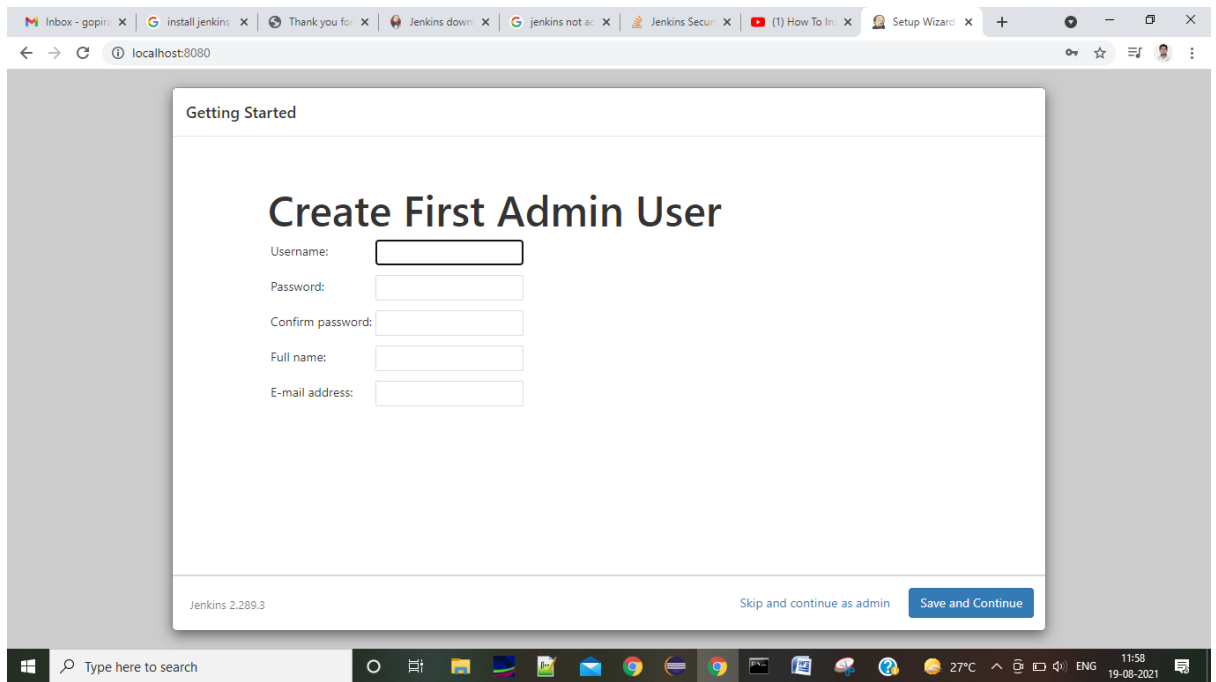 Inbox - gopira
install jenkins
Thank you for
Jenkins down
jenkins not ac
Jenkins Secur
(1) How To In
Setup Wizard
localhost:8080
Getting Started
Create First Admin User
Username:
Password:
Confirm password:
Full name:
E-mail address:
Jenkins 2.289.3
Skip and continue as admin
Save and Continue
Type here to search
27°C
ENG
11:58
19-08-2021